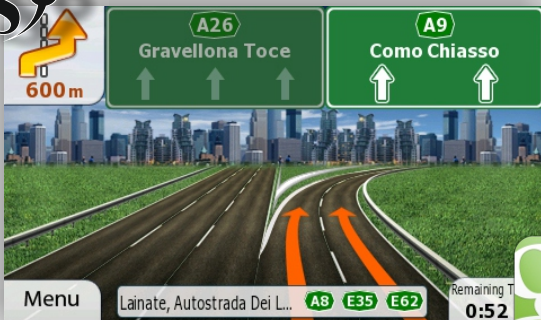 A26
Gravellona Toce
A9
Como Chiasso
600 m
Menu
Lainate, Autostrada Dei L... A8 E35 E62
Remaining T
0:52